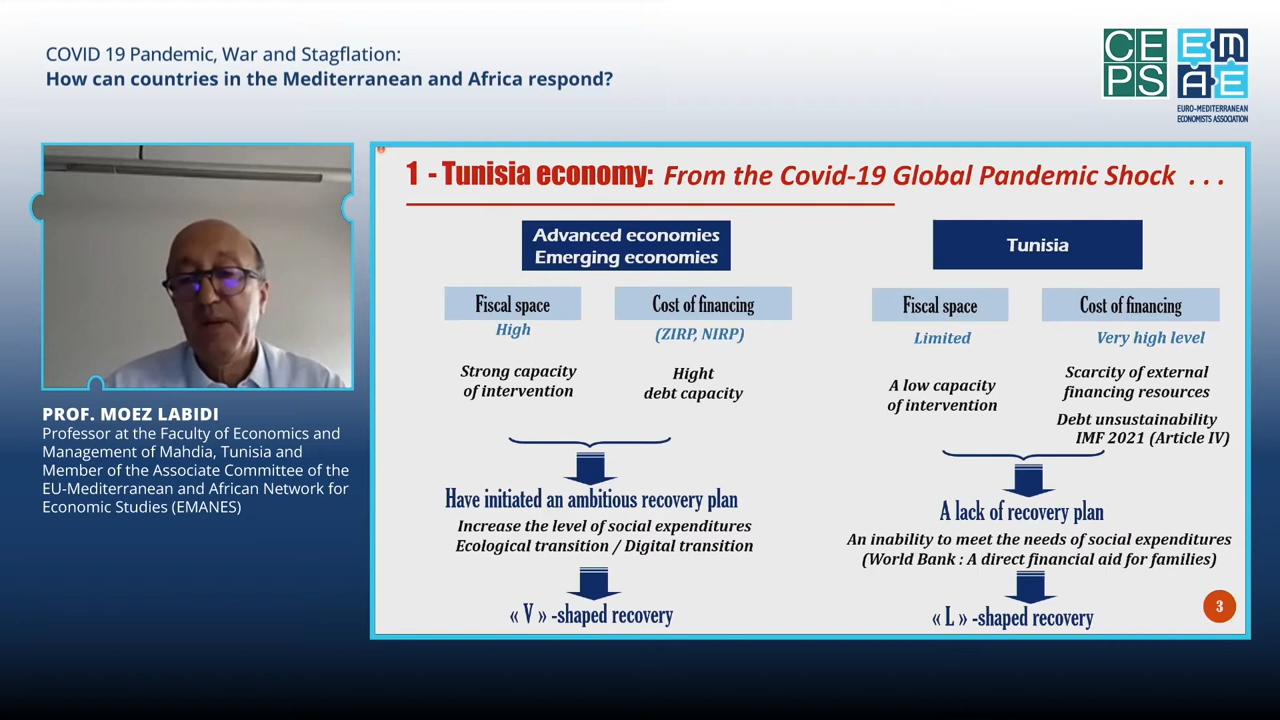 COVID 19 Pandemic, War and Stagflation:
How can countries in the Mediterranean and Africa respond?
CE
PS
EM
AE
EURO-MEDITERRANEAN
ECONOMISTS ASSOCIATION
PROF. MOEZ LABIDI
Professor at the Faculty of Economics and
Management of Mahdia, Tunisia and
Member of the Associate Committee of the
EU-Mediterranean and African Network for
Economic Studies (EMANES)
1 - Tunisia economy: From the Covid-19 Global Pandemic Shock . . .
Advanced economies
Emerging economies
Fiscal space
High
Strong capacity
of intervention
Cost of financing
(ZIRP, NIRP)
Hight
debt capacity
Have initiated an ambitious recovery plan
Increase the level of social expenditures
Ecological transition / Digital transition
« V » -shaped recovery
Tunisia
Fiscal space
Limited
A low capacity
of intervention
Cost of financing
Very high level
Scarcity of external
financing resources
Debt unsustainability
IMF 2021 (Article IV)
A lack of recovery plan
An inability to meet the needs of social expenditures
(World Bank : A direct financial aid for families)
« L » -shaped recovery
3